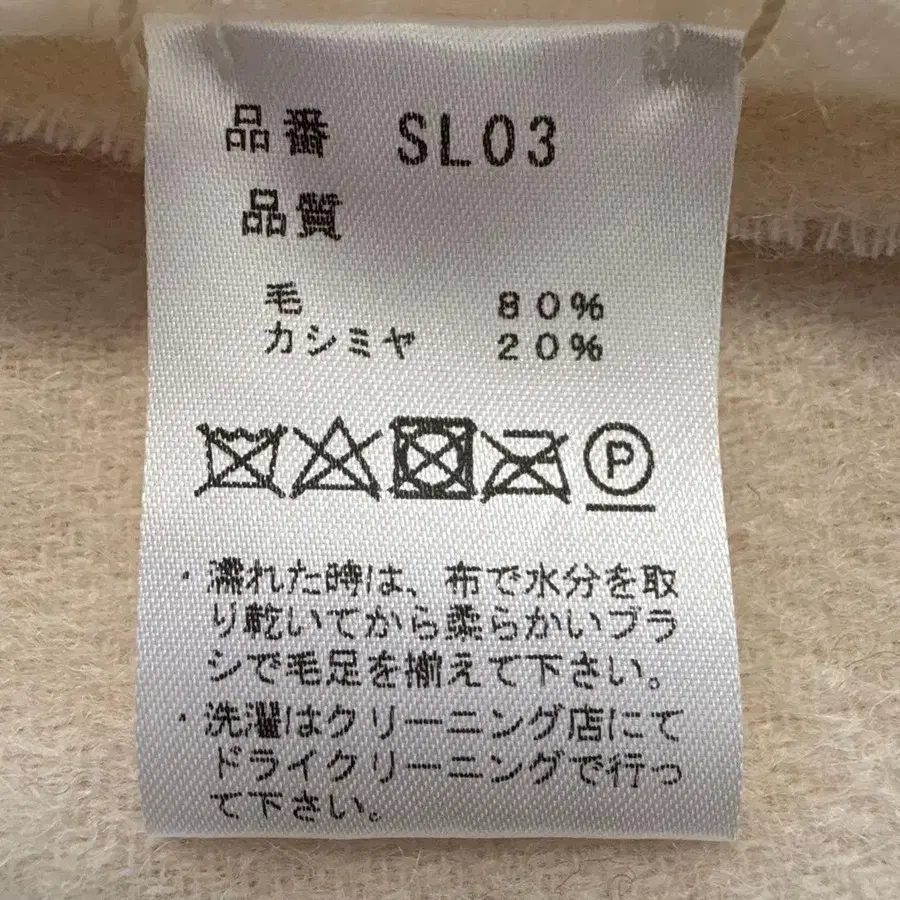 品番 SL03
品質
毛 80%
カシミヤ 20%
P
・濡れた時は、布で水分を取
り乾いてから柔らかいブラ
シで毛足を揃えて下さい。
・洗濯はクリーニング店にて
ドライクリーニングで行っ
て下さい。